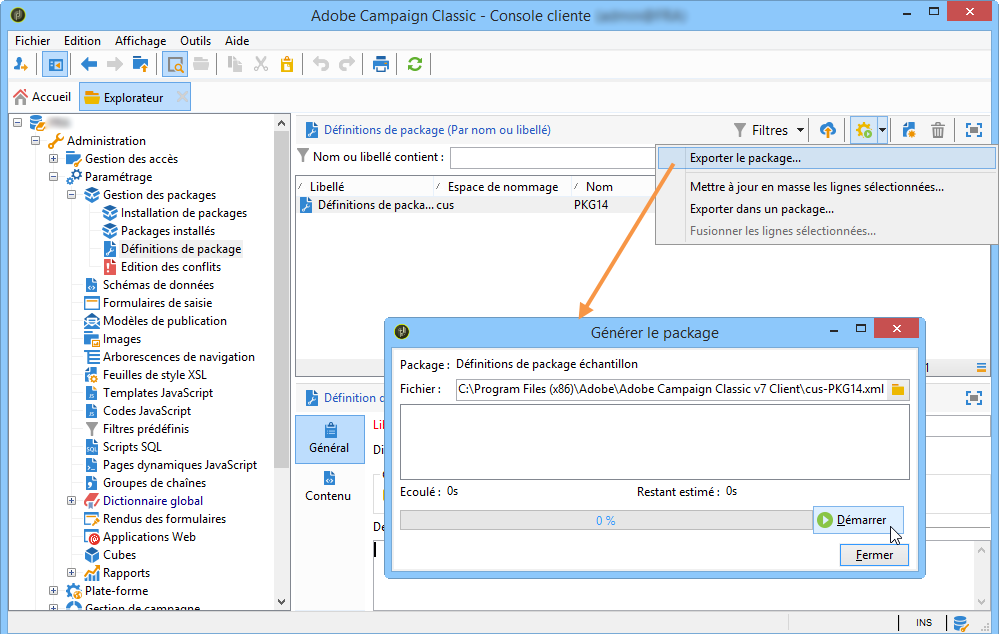 Adobe Campaign Classic - Console cliente
Fichier Edition Affichage Outils Aide
Accueil Explorateur
Administration
Gestion des accès
Paramétrage
Gestion des packages
Installation de packages
Packages installés
Définitions de package
Edition des conflits
Schémas de données
Formulaires de saisie
Modèles de publication
Images
Arborescences de navigation
Feuilles de style XSL
Templates JavaScript
Codes JavaScript
Filtres prédéfinis
Scripts SQL
Pages dynamiques JavaScript
Groupes de chaînes
Dictionnaire global
Rendus des formulaires
Applications Web
Cubes
Rapports
Plate-forme
Gestion de campagne
Définitions de package (Par nom ou libellé)
Filtres
Nom ou libellé contient :
Libellé Espace de nommage Nom
Définitions de packa... cus PKG14
Exporter le package...
Mettre à jour en masse les lignes sélectionnées...
Exporter dans un package...
Fusionner les lignes sélectionnées...
1
Définition d
Général
Contenu
Lil
Di
De
Générer le package
Package : Définitions de package échantillon
Fichier : C:\Program Files (x86)\Adobe\Adobe Campaign Classic v7 Client\cus-PKG14.xml
Ecoulé : 0s Restant estimé : 0s
0 %
Démarrer
Fermer
INS